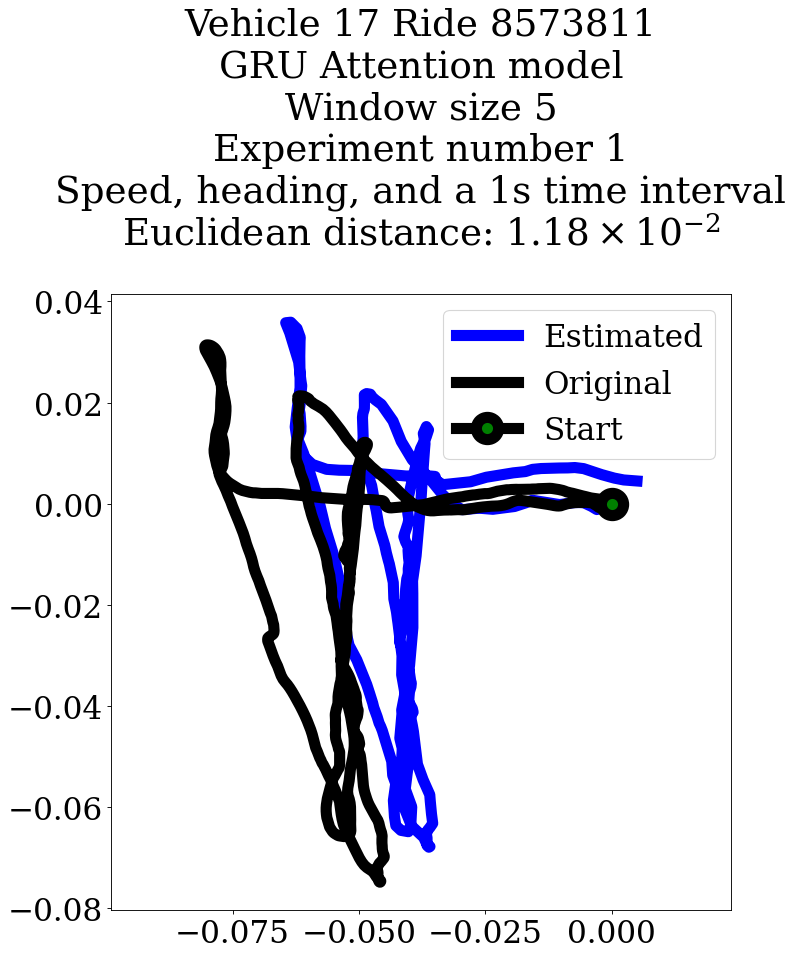 Vehicle 17 Ride 8573811
GRU Attention model
Window size 5
Experiment number 1
Speed, heading, and a 1s time interval
Euclidean distance: 1.18 × 10⁻²
0.04
0.02
0.00
−0.02
−0.04
−0.06
−0.08
Estimated
Original
Start
−0.075 −0.050 −0.025 0.000